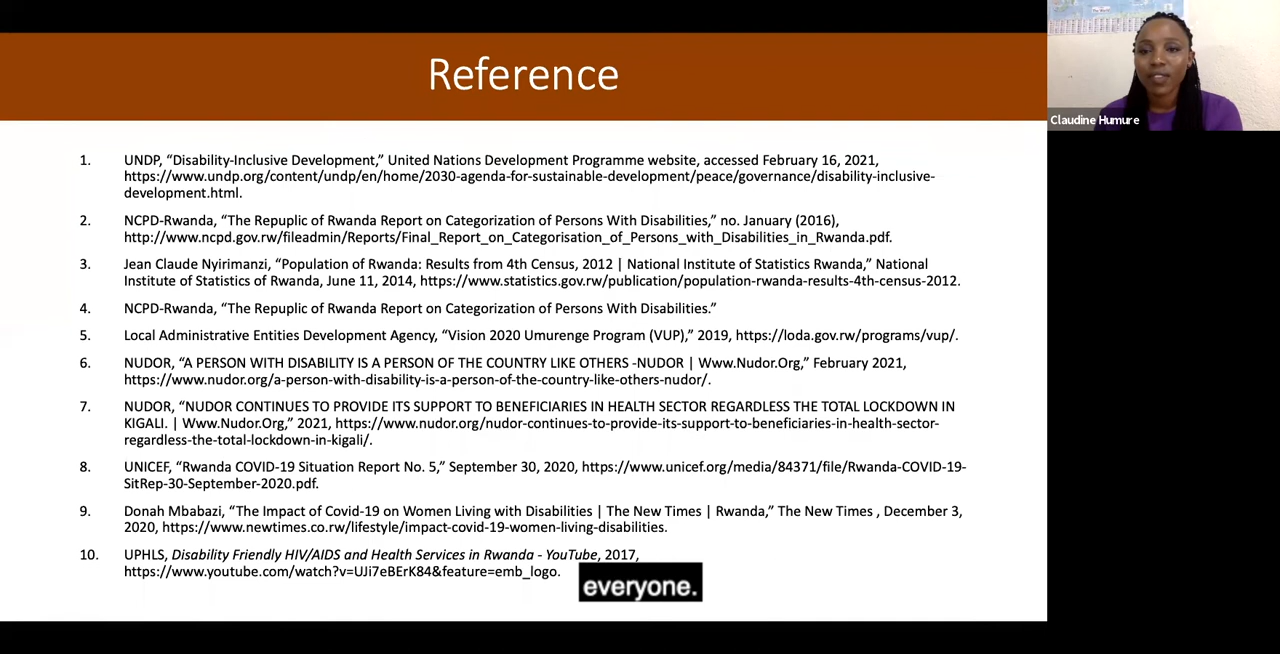 Reference
Claudine Humure
1. UNDP, “Disability-Inclusive Development,” United Nations Development Programme website, accessed February 16, 2021,
https://www.undp.org/content/undp/en/home/2030-agenda-for-sustainable-development/peace/governance/disability-inclusive-
development.html.
2. NCPD-Rwanda, “The Repuplic of Rwanda Report on Categorization of Persons With Disabilities,” no. January (2016),
http://www.ncpd.gov.rw/fileadmin/Reports/Final_Report_on_Categorisation_of_Persons_with_Disabilities_in_Rwanda.pdf.
3. Jean Claude Nyirimanzi, “Population of Rwanda: Results from 4th Census, 2012 | National Institute of Statistics Rwanda,” National
Institute of Statistics of Rwanda, June 11, 2014, https://www.statistics.gov.rw/publication/population-rwanda-results-4th-census-2012.
4. NCPD-Rwanda, “The Repuplic of Rwanda Report on Categorization of Persons With Disabilities.”
5. Local Administrative Entities Development Agency, “Vision 2020 Umurenge Program (VUP),” 2019, https://loda.gov.rw/programs/vup/.
6. NUDOR, “A PERSON WITH DISABILITY IS A PERSON OF THE COUNTRY LIKE OTHERS -NUDOR | Www.Nudor.Org,” February 2021,
https://www.nudor.org/a-person-with-disability-is-a-person-of-the-country-like-others-nudor/.
7. NUDOR, “NUDOR CONTINUES TO PROVIDE ITS SUPPORT TO BENEFICIARIES IN HEALTH SECTOR REGARDLESS THE TOTAL LOCKDOWN IN
KIGALI. | Www.Nudor.Org,” 2021, https://www.nudor.org/nudor-continues-to-provide-its-support-to-beneficiaries-in-health-sector-
regardless-the-total-lockdown-in-kigali/.
8. UNICEF, “Rwanda COVID-19 Situation Report No. 5,” September 30, 2020, https://www.unicef.org/media/84371/file/Rwanda-COVID-19-
SitRep-30-September-2020.pdf.
9. Donah Mbabazi, “The Impact of Covid-19 on Women Living with Disabilities | The New Times | Rwanda,” The New Times , December 3,
2020, https://www.newtimes.co.rw/lifestyle/impact-covid-19-women-living-disabilities.
10. UPHLS, Disability Friendly HIV/AIDS and Health Services in Rwanda - YouTube, 2017,
https://www.youtube.com/watch?v=UJi7eBErK84&feature=emb_logo.
everyone.